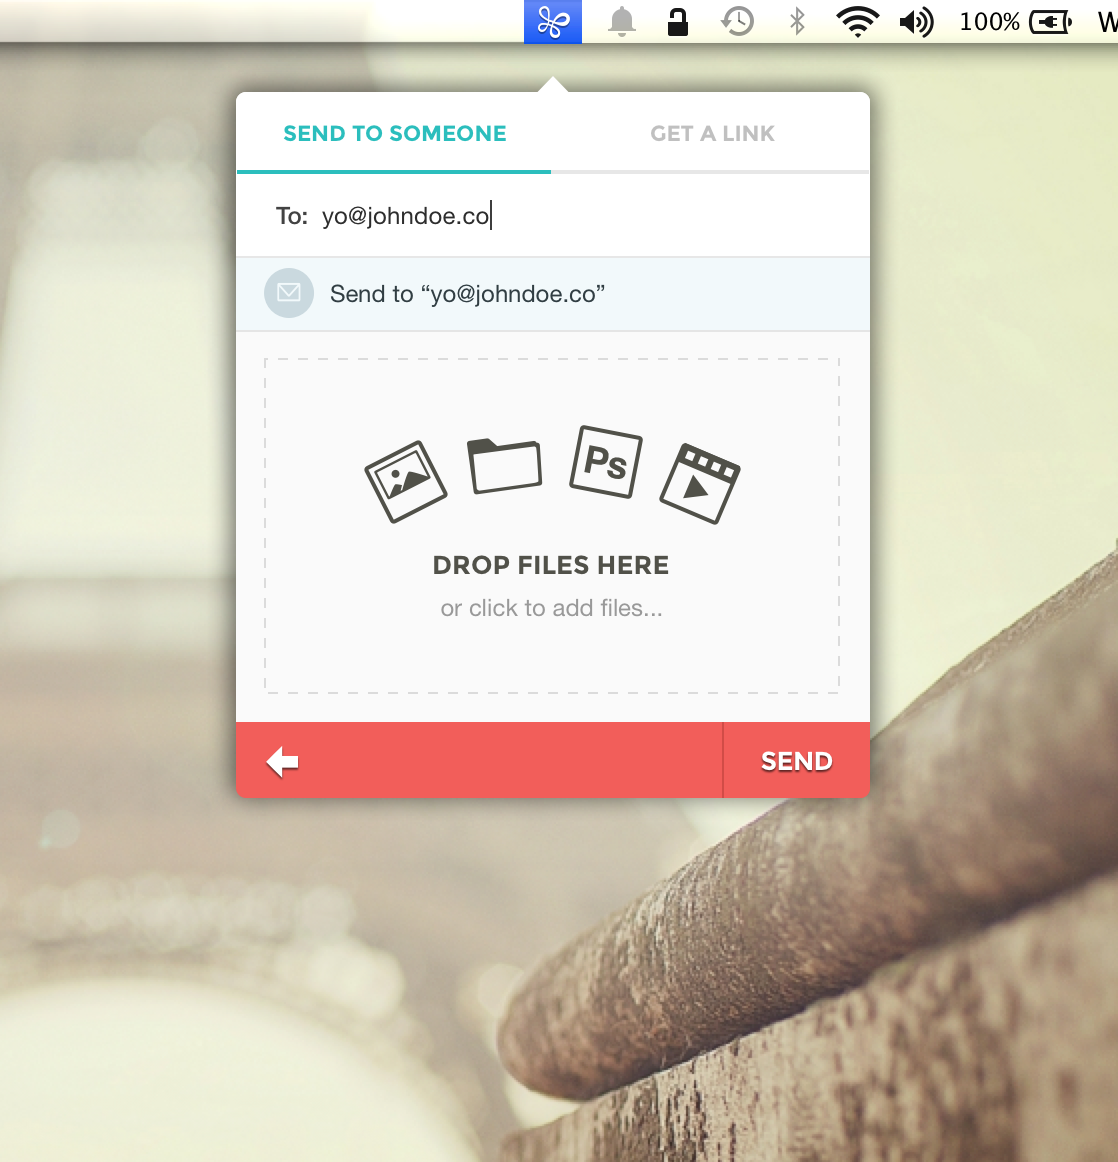 100% W
SEND TO SOMEONE
GET A LINK
To: yo@johndoe.co
Send to “yo@johndoe.co”
Ps
DROP FILES HERE
or click to add files...
SEND